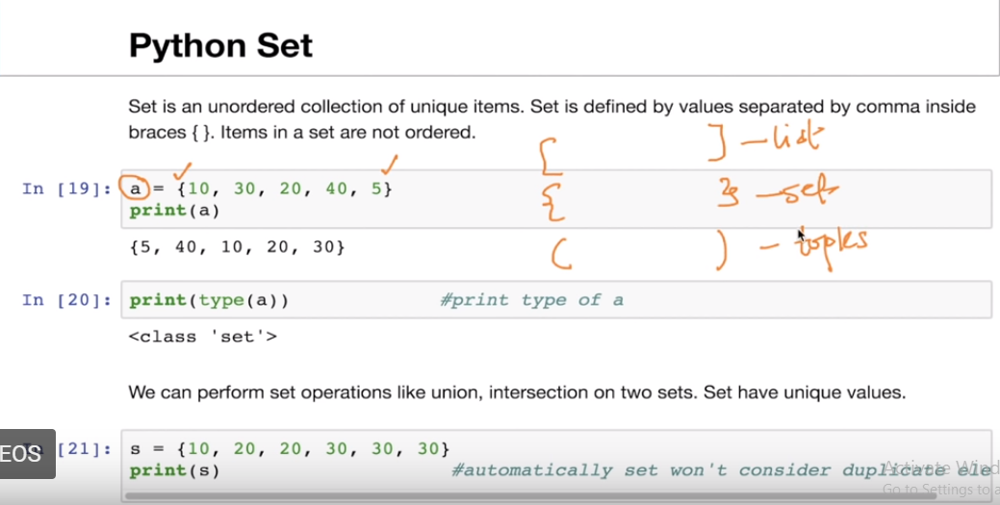 Python Set
Set is an unordered collection of unique items. Set is defined by values separated by comma inside
braces { }. Items in a set are not ordered.
[ ] - list
In [19]: a = {10, 30, 20, 40, 5}
print(a)
{ } - set
{5, 40, 10, 20, 30}
( ) - toples
In [20]: print(type(a)) #print type of a
<class 'set'>
We can perform set operations like union, intersection on two sets. Set have unique values.
EOS
[21]: s = {10, 20, 20, 30, 30, 30}
print(s) #automatically set won't consider duplicate ele
Activate Wind
Go to Settings to a